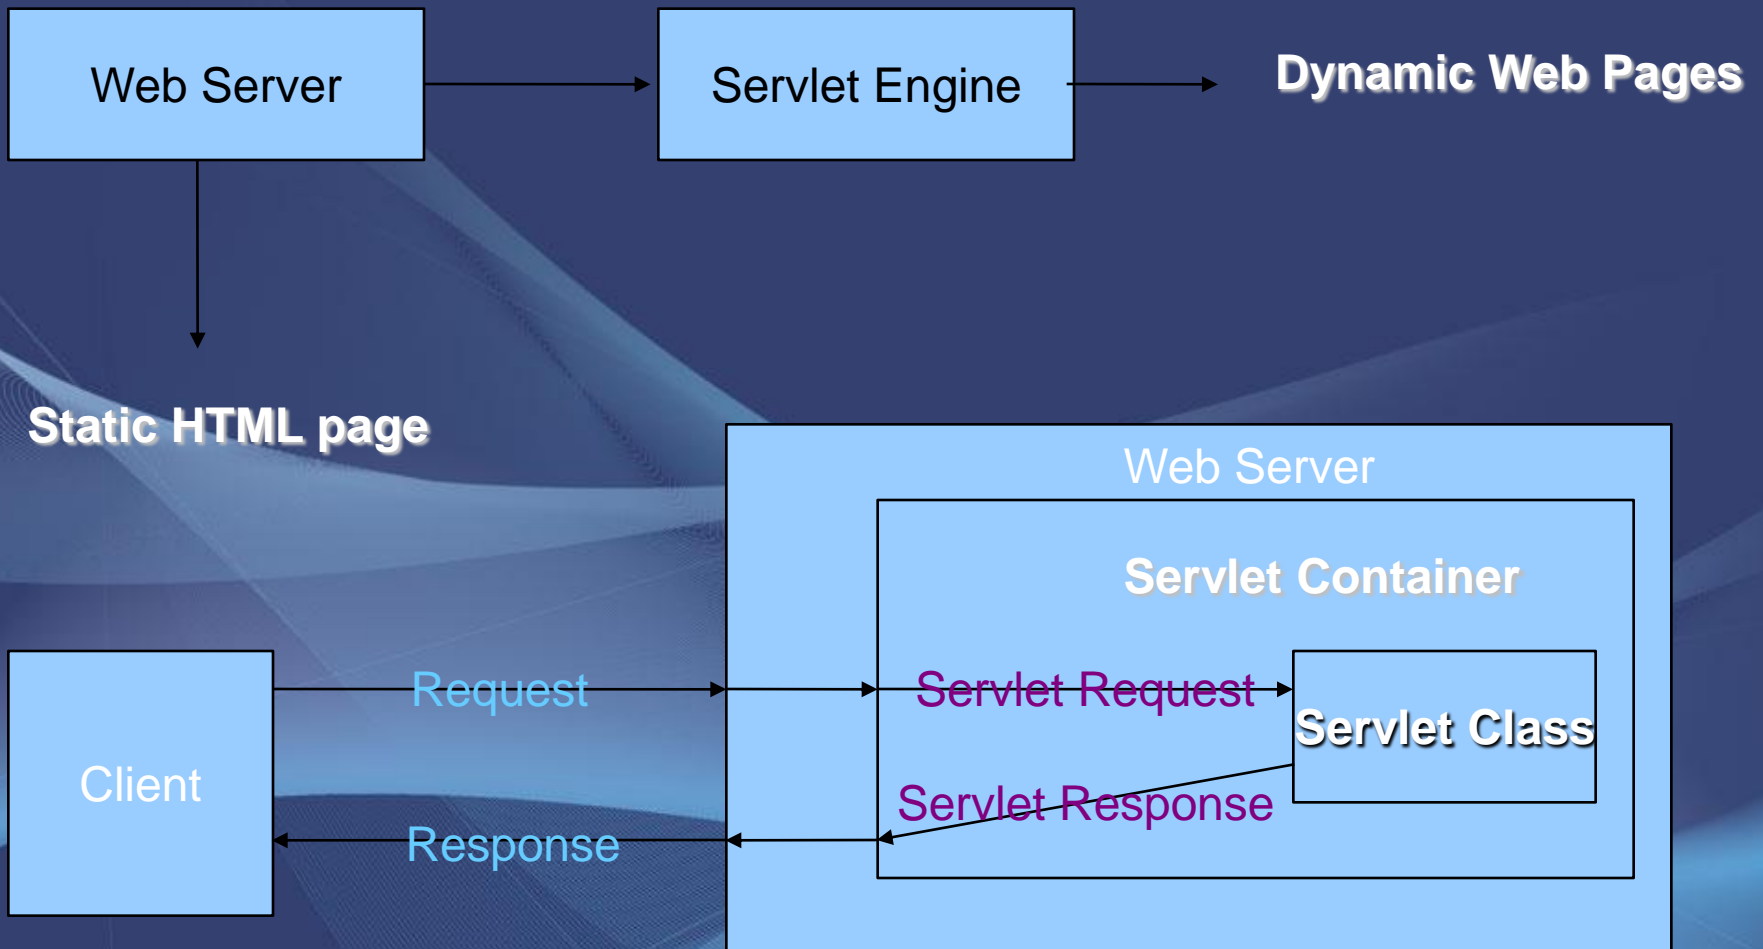 Web Server
Servlet Engine
Dynamic Web Pages
Static HTML page
Web Server
Servlet Container
Request
Servlet Request
Servlet Class
Client
Servlet Response
Response